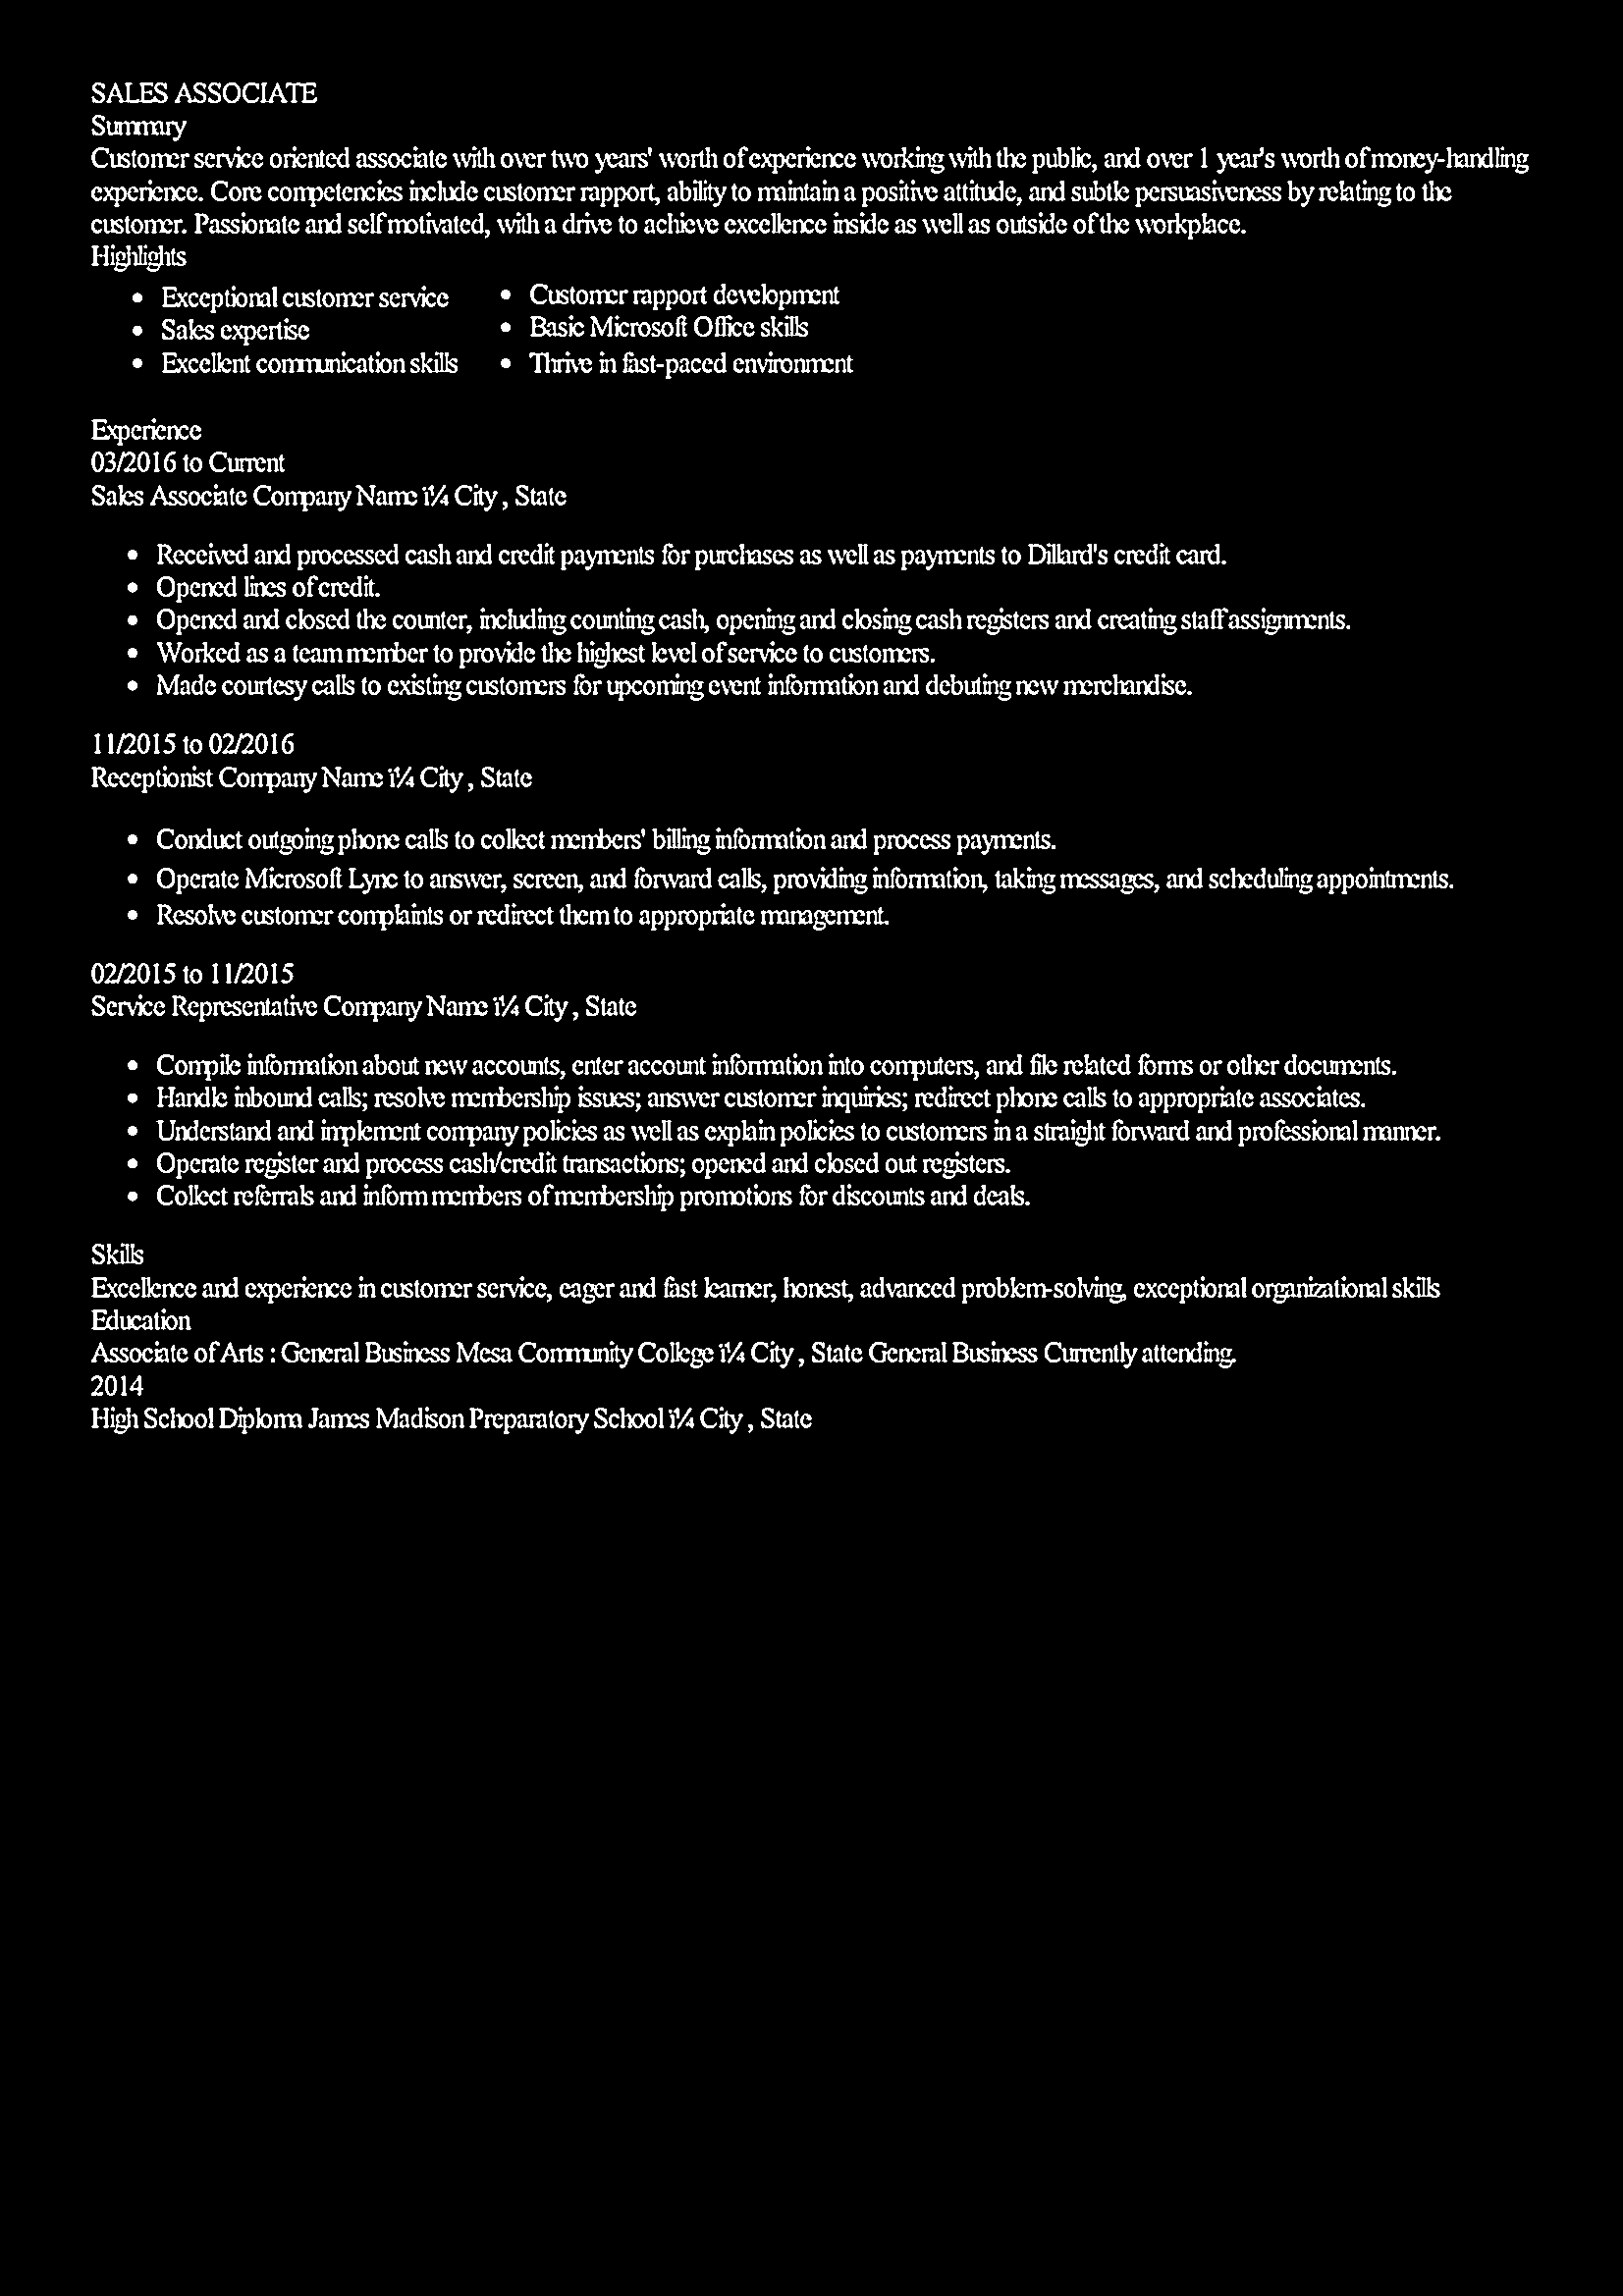 SALES ASSOCIATE
Summary
Customer service oriented associate with over two years' worth of experience working with the public, and over 1 year's worth of money-handling
experience. Core competencies include customer rapport, ability to maintain a positive attitude, and subtle persuasiveness by relating to the
customer. Passionate and self motivated, with a drive to achieve excellence inside as well as outside of the workplace.
Highlights
• Exceptional customer service
• Sales expertise
• Excellent communication skills
• Customer rapport development
• Basic Microsoft Office skills
• Thrive in fast-paced environment
Experience
03/2016 to Current
Sales Associate Company Name ï¼ City , State
• Received and processed cash and credit payments for purchases as well as payments to Dillard's credit card.
• Opened lines of credit.
• Opened and closed the counter, including counting cash, opening and closing cash registers and creating staff assignments.
• Worked as a team member to provide the highest level of service to customers.
• Made courtesy calls to existing customers for upcoming event information and debuting new merchandise.
11/2015 to 02/2016
Receptionist Company Name ï¼ City , State
• Conduct outgoing phone calls to collect members' billing information and process payments.
• Operate Microsoft Lync to answer, screen, and forward calls, providing information, taking messages, and scheduling appointments.
• Resolve customer complaints or redirect them to appropriate management.
02/2015 to 11/2015
Service Representative Company Name ï¼ City , State
• Compile information about new accounts, enter account information into computers, and file related forms or other documents.
• Handle inbound calls; resolve membership issues; answer customer inquiries; redirect phone calls to appropriate associates.
• Understand and implement company policies as well as explain policies to customers in a straight forward and professional manner.
• Operate register and process cash/credit transactions; opened and closed out registers.
• Collect referrals and inform members of membership promotions for discounts and deals.
Skills
Excellence and experience in customer service, eager and fast learner, honest, advanced problem-solving, exceptional organizational skills
Education
Associate of Arts : General Business Mesa Community College ï¼ City , State General Business Currently attending.
2014
High School Diploma James Madison Preparatory School ï¼ City , State